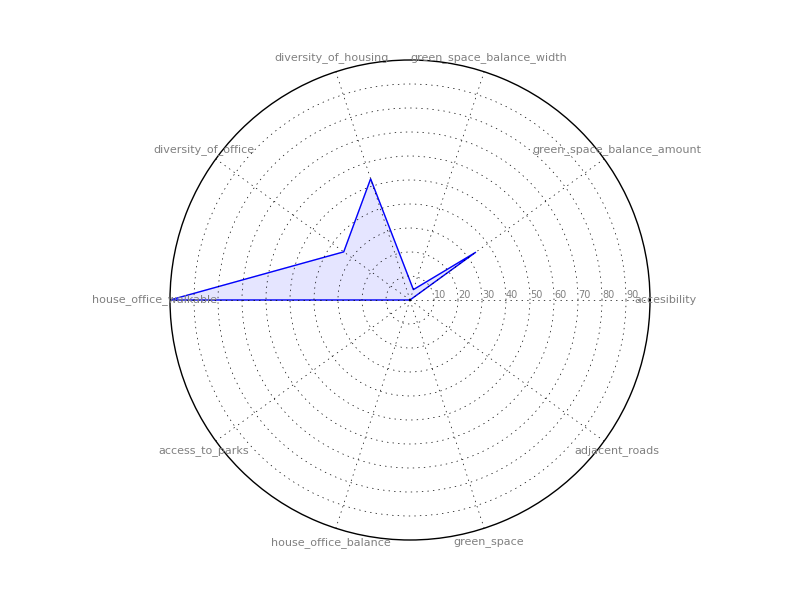 diversity_of_housing
green_space_balance_width
diversity_of_office
green_space_balance_amount
house_office_walkable
10 20 30 40 50 60 70 80 90
accesibility
access_to_parks
adjacent_roads
house_office_balance
green_space